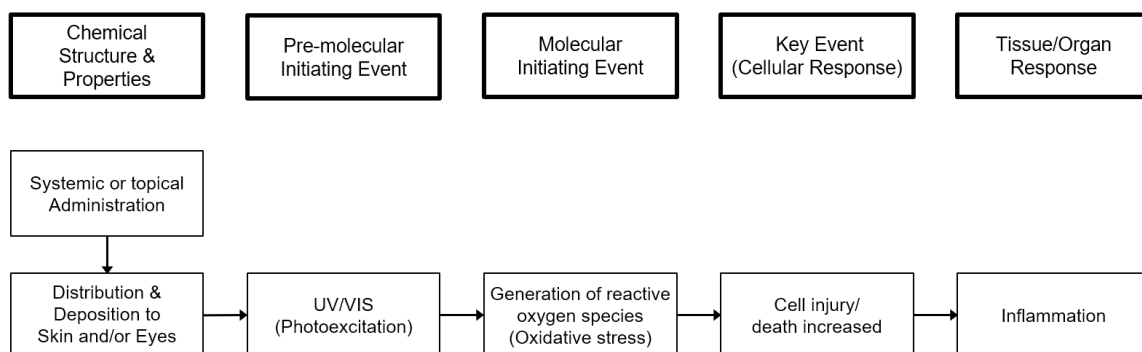 Chemical
Structure &
Properties
Pre-molecular
Initiating Event
Molecular
Initiating Event
Key Event
(Cellular Response)
Tissue/Organ
Response
Systemic or topical
Administration
Distribution &
Deposition to
Skin and/or Eyes
UV/VIS
(Photoexcitation)
Generation of reactive
oxygen species
(Oxidative stress)
Cell injury/
death increased
Inflammation